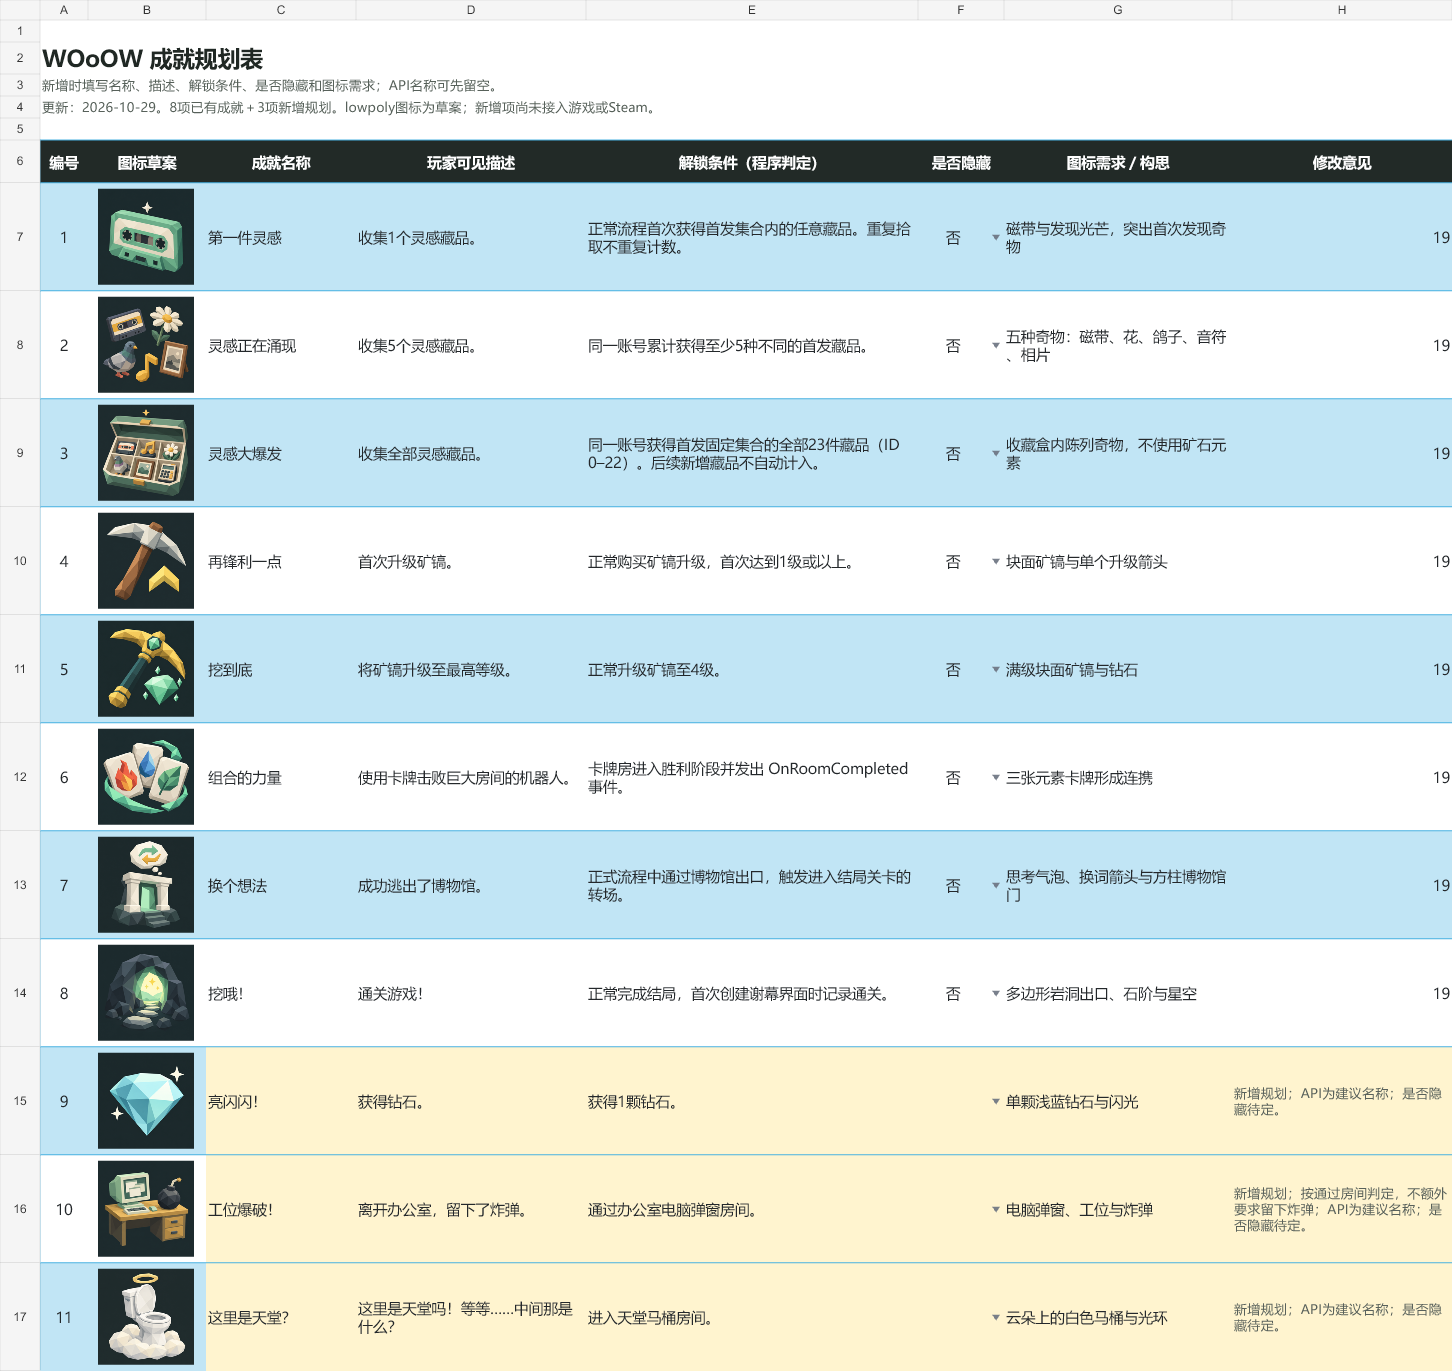 A B C D E F G H
1
2 WOoOW 成就规划表
3 新增时填写名称、描述、解锁条件、是否隐藏和图标需求；API名称可先留空。
4 更新：2026-10-29。8项已有成就＋3项新增规划。lowpoly图标为草案；新增项尚未接入游戏或Steam。
5
6 编号 图标草案 成就名称 玩家可见描述 解锁条件（程序判定） 是否隐藏 图标需求 / 构思 修改意见
7 1 第一件灵感 收集1个灵感藏品。 正常流程首次获得首发集合内的任意藏品。重复拾
取不重复计数。 否 磁带与发现光芒，突出首次发现奇
物 19
8 2 灵感正在涌现 收集5个灵感藏品。 同一账号累计获得至少5种不同的首发藏品。 否 五种奇物：磁带、花、鸽子、音符
、相片 19
9 3 灵感大爆发 收集全部灵感藏品。 同一账号获得首发固定集合的全部23件藏品（ID
0–22）。后续新增藏品不自动计入。 否 收藏盒内陈列奇物，不使用矿石元
素 19
10 4 再锋利一点 首次升级矿镐。 正常购买矿镐升级，首次达到1级或以上。 否 块面矿镐与单个升级箭头 19
11 5 挖到底 将矿镐升级至最高等级。 正常升级矿镐至4级。 否 满级块面矿镐与钻石 19
12 6 组合的力量 使用卡牌击败巨大房间的机器人。 卡牌房进入胜利阶段并发出 OnRoomCompleted
事件。 否 三张元素卡牌形成连携 19
13 7 换个想法 成功逃出了博物馆。 正式流程中通过博物馆出口，触发进入结局关卡的
转场。 否 思考气泡、换词箭头与方柱博物馆
门 19
14 8 挖哦！ 通关游戏！ 正常完成结局，首次创建谢幕界面时记录通关。 否 多边形岩洞出口、石阶与星空 19
15 9 亮闪闪！ 获得钻石。 获得1颗钻石。 单颗浅蓝钻石与闪光 新增规划；API为建议名称；是否隐
藏待定。
16 10 工位爆破！ 离开办公室，留下了炸弹。 通过办公室电脑弹窗房间。 电脑弹窗、工位与炸弹 新增规划；按通过房间判定，不额外
要求留下炸弹；API为建议名称；是
否隐藏待定。
17 11 这里是天堂？ 这里是天堂吗！等等……中间那是
什么？ 进入天堂马桶房间。 云朵上的白色马桶与光环 新增规划；API为建议名称；是否隐
藏待定。